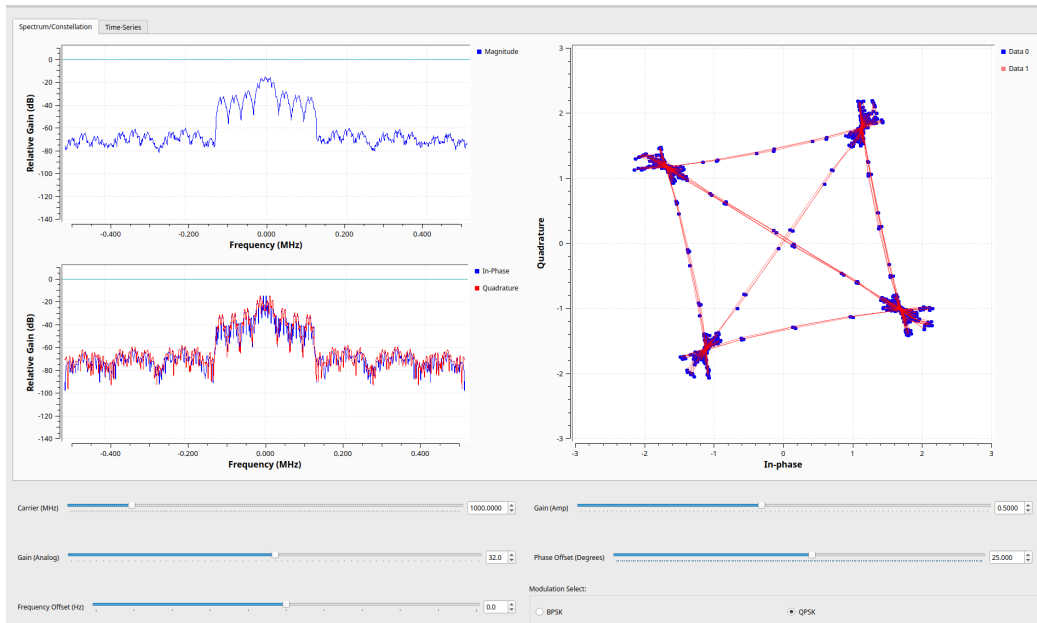 Spectrum/Constellation Time-Series
Relative Gain (dB)
0
-20
-40
-60
-80
-100
-120
-140
-0.400 -0.200 0.000 0.200 0.400
Frequency (MHz)
Magnitude
Relative Gain (dB)
0
-20
-40
-60
-80
-100
-120
-140
-0.400 -0.200 0.000 0.200 0.400
Frequency (MHz)
In-Phase
Quadrature
Quadrature
3
2
1
0
-1
-2
-3
-3 -2 -1 0 1 2 3
In-phase
Data 0
Data 1
Carrier (MHz) 1000.0000
Gain (Amp) 0.5000
Gain (Analog) 32.0
Phase Offset (Degrees) 25.000
Frequency Offset (Hz) 0.0
Modulation Select:
BPSK QPSK